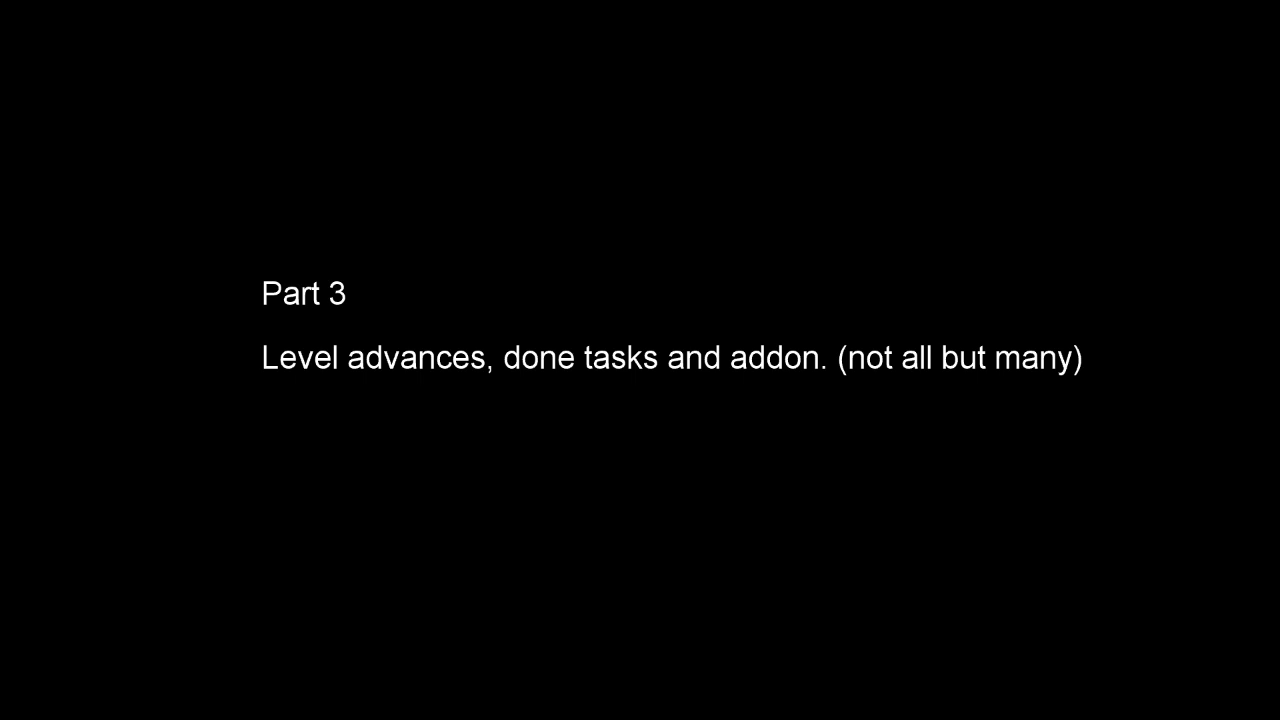 Part 3
Level advances, done tasks and addon. (not all but many)